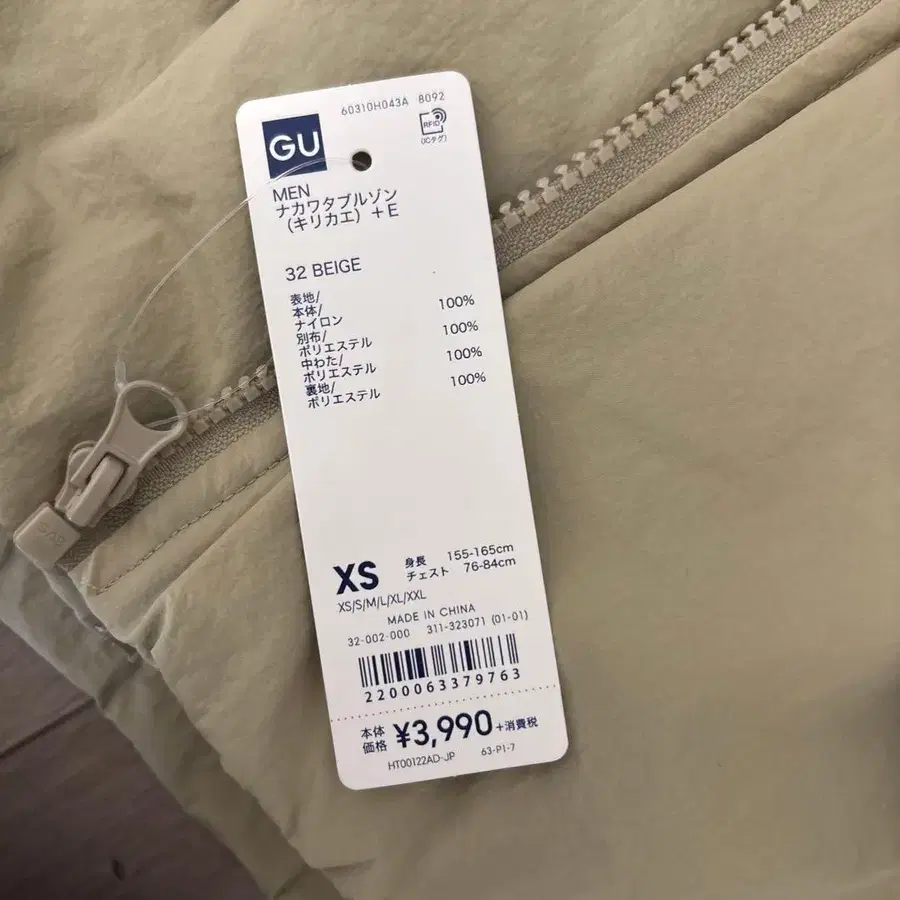 60310H043A 8092
GU
RFID
(ICタグ)
MEN
ナカワタブルゾン
(キリカエ) +E
32 BEIGE
表地/
本体/
ナイロン 100%
別布/
ポリエステル 100%
中わた/
ポリエステル 100%
裏地/
ポリエステル 100%
XS 身長 155-165cm
チェスト 76-84cm
XS/S/M/L/XL/XXL
MADE IN CHINA
32-002-000 311-323071 (01-01)
2200063379763
本体価格 ¥3,990+消費税
HT00122AD-JP 63-P1-7
SAB